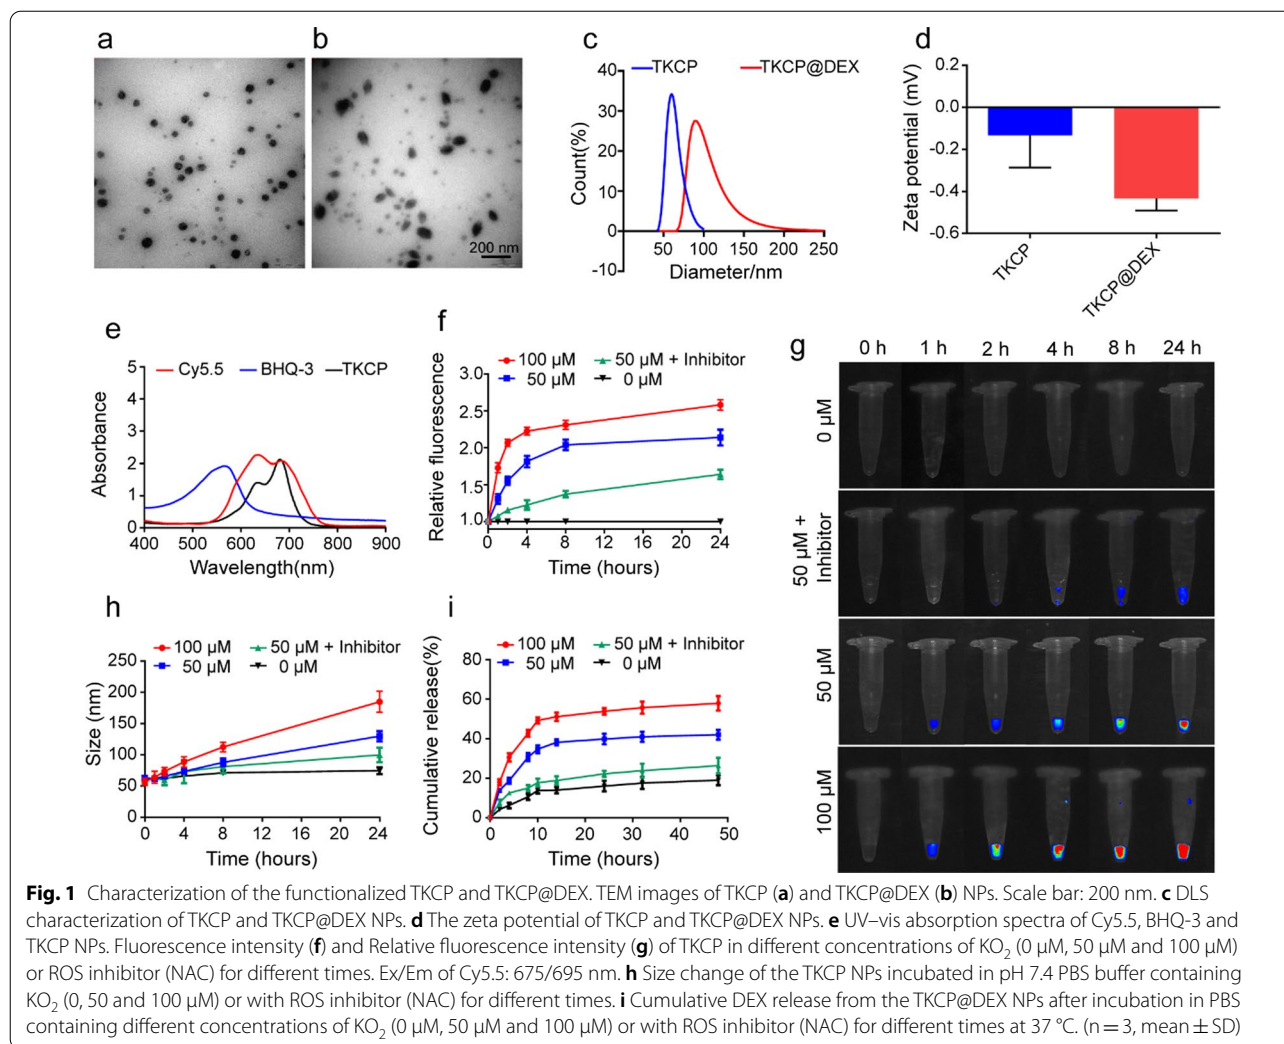 a
b
200 nm
c
TKCP
TKCP@DEX
40
30
20
10
0
-10
Count(%)
50 100 150 200 250
Diameter/nm
d
0.2
0.0
-0.2
-0.4
-0.6
Zeta potential (mV)
TKCP
TKCP@DEX
e
Cy5.5 BHQ-3 TKCP
5
4
3
2
1
0
Absorbance
400 500 600 700 800 900
Wavelength(nm)
f
100 µM 50 µM + Inhibitor
50 µM 0 µM
3.0
2.5
2.0
1.5
1.0
Relative fluorescence
0 4 8 12 16 20 24
Time (hours)
g
0 h 1 h 2 h 4 h 8 h 24 h
0 µM
50 µM +
Inhibitor
50 µM
100 µM
h
100 µM 50 µM + Inhibitor
50 µM 0 µM
250
200
150
100
50
0
Size (nm)
0 4 8 12 16 20 24
Time (hours)
i
100 µM 50 µM + Inhibitor
50 µM 0 µM
80
60
40
20
0
Cumulative release(%)
0 10 20 30 40 50
Time (hours)
Fig. 1 Characterization of the functionalized TKCP and TKCP@DEX. TEM images of TKCP (a) and TKCP@DEX (b) NPs. Scale bar: 200 nm. c DLS
characterization of TKCP and TKCP@DEX NPs. d The zeta potential of TKCP and TKCP@DEX NPs. e UV–vis absorption spectra of Cy5.5, BHQ-3 and
TKCP NPs. Fluorescence intensity (f) and Relative fluorescence intensity (g) of TKCP in different concentrations of KO₂ (0 µM, 50 µM and 100 µM)
or ROS inhibitor (NAC) for different times. Ex/Em of Cy5.5: 675/695 nm. h Size change of the TKCP NPs incubated in pH 7.4 PBS buffer containing
KO₂ (0, 50 and 100 µM) or with ROS inhibitor (NAC) for different times. i Cumulative DEX release from the TKCP@DEX NPs after incubation in PBS
containing different concentrations of KO₂ (0 µM, 50 µM and 100 µM) or with ROS inhibitor (NAC) for different times at 37 °C. (n = 3, mean ± SD)